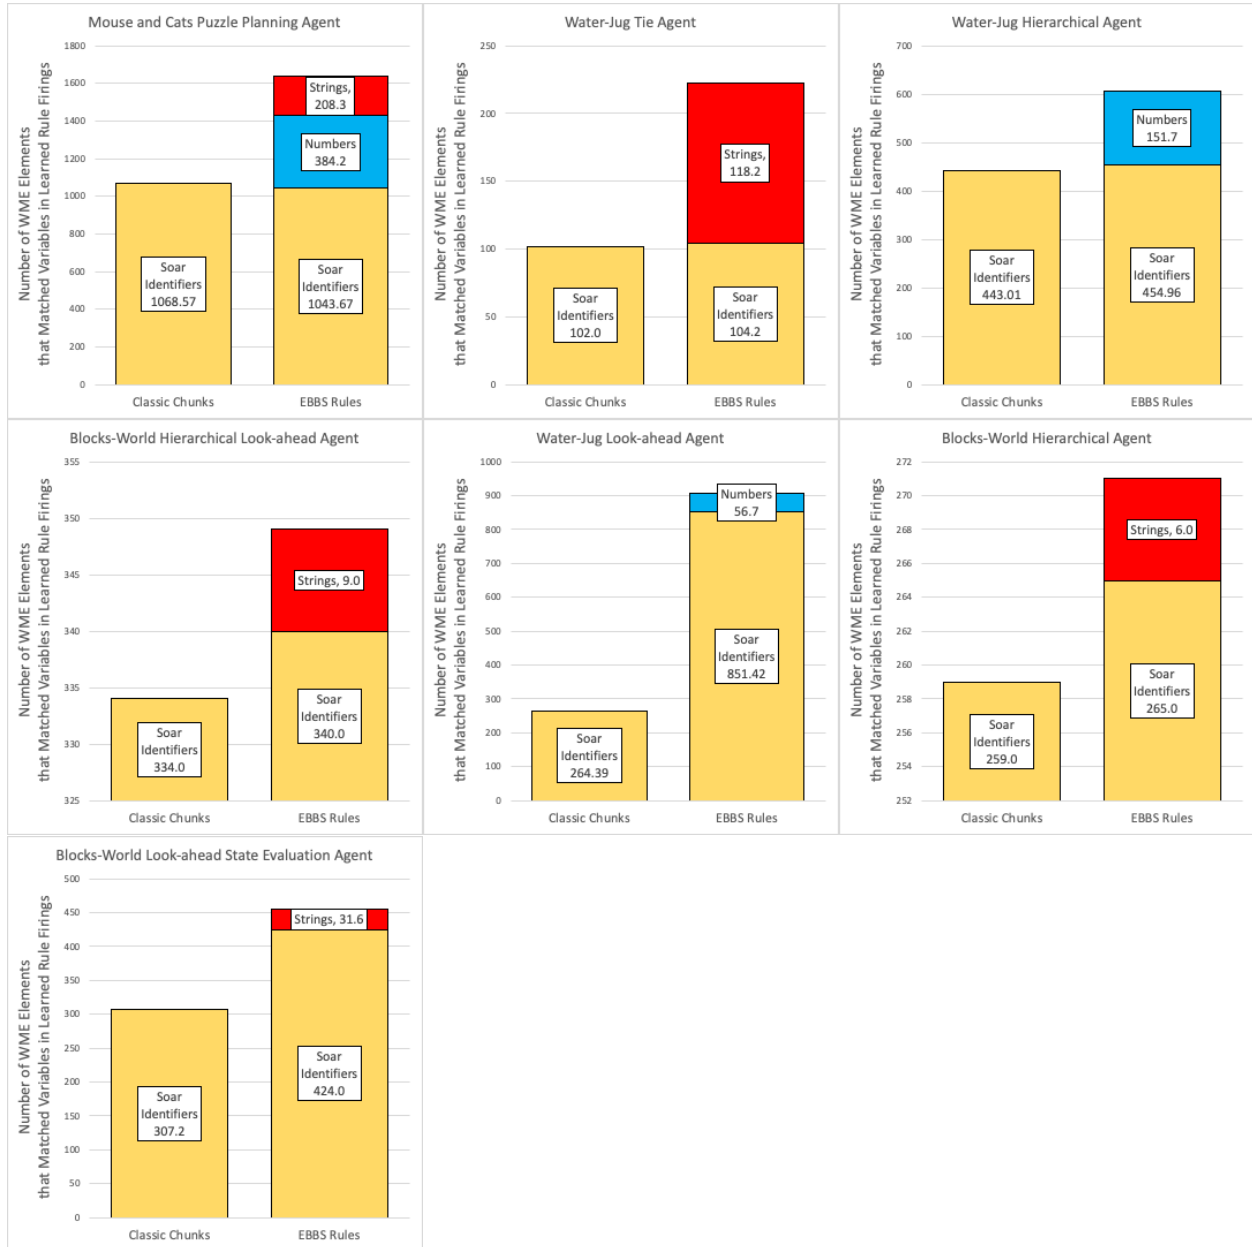 Mouse and Cats Puzzle Planning Agent
Number of WME Elements
that Matched Variables in Learned Rule Firings
1800
1600
1400
1200
1000
800
600
400
200
0
Soar
Identifiers
1068.57
Strings,
208.3
Numbers
384.2
Soar
Identifiers
1043.67
Classic Chunks
EBBS Rules
Water-Jug Tie Agent
Number of WME Elements
that Matched Variables in Learned Rule Firings
250
200
150
100
50
0
Soar
Identifiers
102.0
Strings,
118.2
Soar
Identifiers
104.2
Classic Chunks
EBBS Rules
Water-Jug Hierarchical Agent
Number of WME Elements
that Matched Variables in Learned Rule Firings
700
600
500
400
300
200
100
0
Soar
Identifiers
443.01
Numbers
151.7
Soar
Identifiers
454.96
Classic Chunks
EBBS Rules
Blocks-World Hierarchical Look-ahead Agent
Number of WME Elements
that Matched Variables in Learned Rule Firings
355
350
345
340
335
330
325
Soar
Identifiers
334.0
Strings, 9.0
Soar
Identifiers
340.0
Classic Chunks
EBBS Rules
Water-Jug Look-ahead Agent
Number of WME Elements
that Matched Variables in Learned Rule Firings
1000
900
800
700
600
500
400
300
200
100
0
Soar
Identifiers
264.39
Numbers
56.7
Soar
Identifiers
851.42
Classic Chunks
EBBS Rules
Blocks-World Hierarchical Agent
Number of WME Elements
that Matched Variables in Learned Rule Firings
272
270
268
266
264
262
260
258
256
254
252
Soar
Identifiers
259.0
Strings, 6.0
Soar
Identifiers
265.0
Classic Chunks
EBBS Rules
Blocks-World Look-ahead State Evaluation Agent
Number of WME Elements
that Matched Variables in Learned Rule Firings
500
450
400
350
300
250
200
150
100
50
0
Soar
Identifiers
307.2
Strings, 31.6
Soar
Identifiers
424.0
Classic Chunks
EBBS Rules